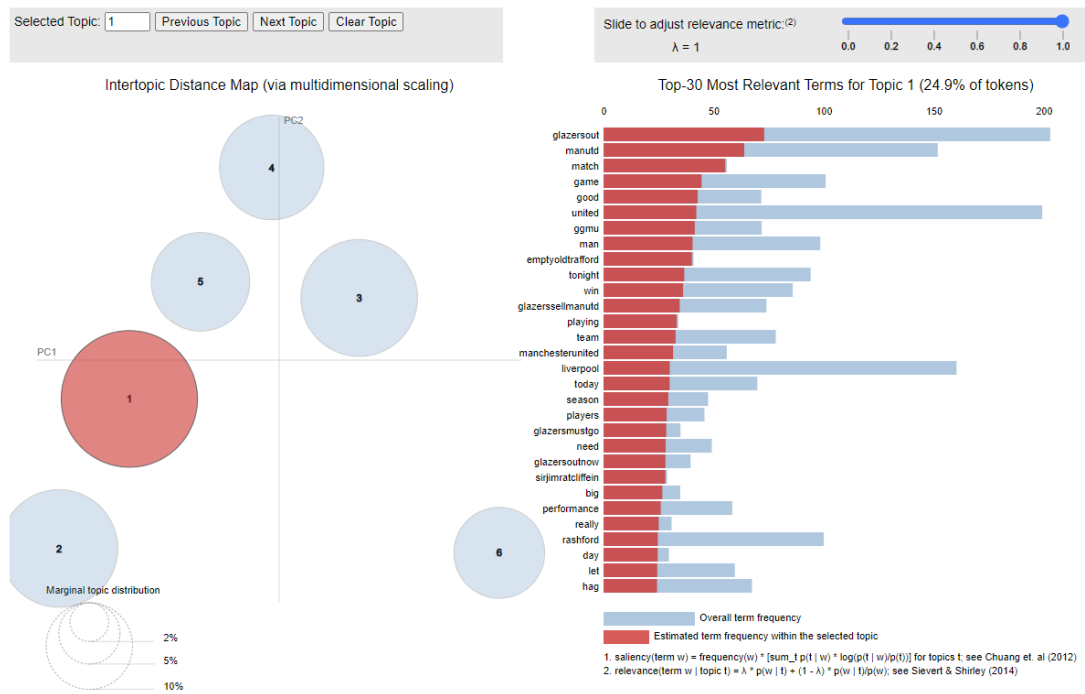 Selected Topic: 1 Previous Topic Next Topic Clear Topic
Slide to adjust relevance metric:(2)
λ = 1
0.0 0.2 0.4 0.6 0.8 1.0
Intertopic Distance Map (via multidimensional scaling)
PC2
PC1
4
5
3
1
2
6
Marginal topic distribution
2%
5%
10%
Top-30 Most Relevant Terms for Topic 1 (24.9% of tokens)
0 50 100 150 200
glazersout
manutd
match
game
good
united
ggmu
man
emptyoldtrafford
tonight
win
glazerssellmanutd
playing
team
manchesterunited
liverpool
today
season
players
glazersmustgo
need
glazersoutnow
sirjimratcliffein
big
performance
really
rashford
day
let
hag
Overall term frequency
Estimated term frequency within the selected topic
1. saliency(term w) = frequency(w) * [sum_t p(t | w) * log(p(t | w)/p(t))] for topics t; see Chuang et. al (2012)
2. relevance(term w | topic t) = λ * p(w | t) + (1 - λ) * p(w | t)/p(w); see Sievert & Shirley (2014)